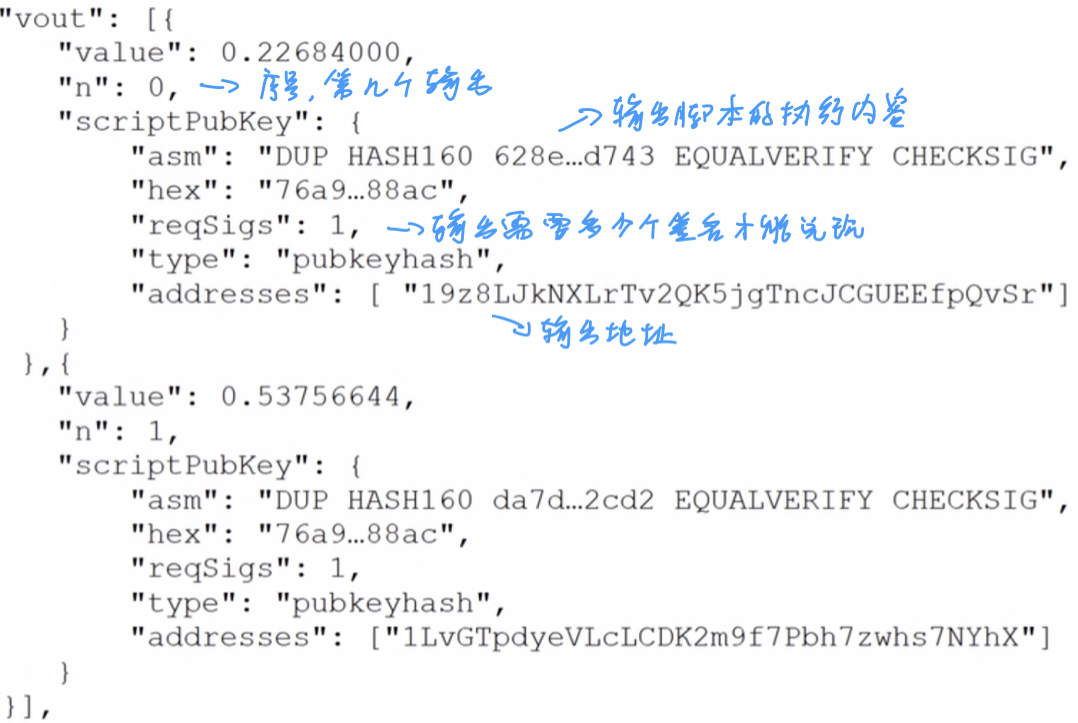 "vout": [{
"value": 0.22684000,
"n": 0, → 序号,第几个输出
"scriptPubKey": { → 输出脚本的执行内容
"asm": "DUP HASH160 628e…d743 EQUALVERIFY CHECKSIG",
"hex": "76a9…88ac",
"reqSigs": 1, → 输出需要多少个签名才能兑现
"type": "pubkeyhash",
"addresses": [ "19z8LJkNXLrTv2QK5jgTncJCGUEEfpQvSr"]
} → 输出地址
},{
"value": 0.53756644,
"n": 1,
"scriptPubKey": {
"asm": "DUP HASH160 da7d…2cd2 EQUALVERIFY CHECKSIG",
"hex": "76a9…88ac",
"reqSigs": 1,
"type": "pubkeyhash",
"addresses": ["1LvGTpdyeVLcLCDK2m9f7Pbh7zwhs7NYhX"]
}
}],